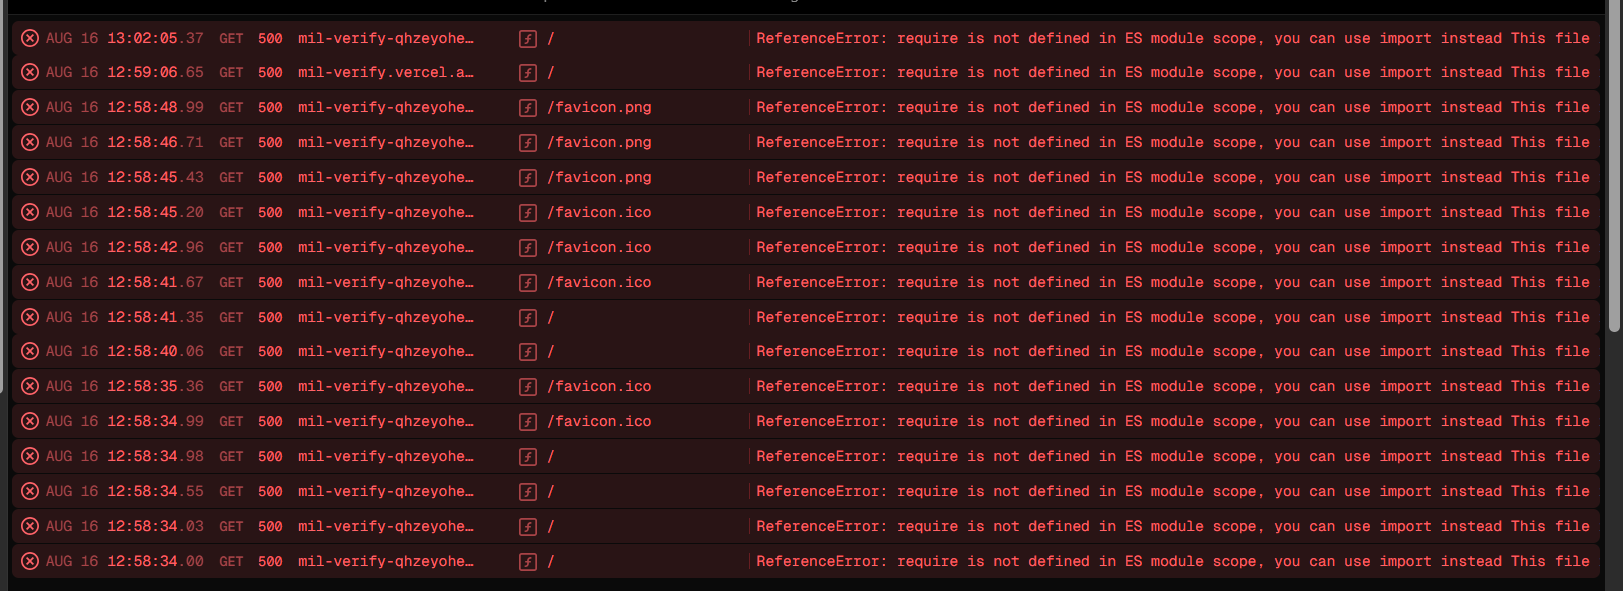 AUG 16 13:02:05.37 GET 500 mil-verify-qhzeyohe… / ReferenceError: require is not defined in ES module scope, you can use import instead This file
AUG 16 12:59:06.65 GET 500 mil-verify.vercel.a… / ReferenceError: require is not defined in ES module scope, you can use import instead This file
AUG 16 12:58:48.99 GET 500 mil-verify-qhzeyohe… /favicon.png ReferenceError: require is not defined in ES module scope, you can use import instead This file
AUG 16 12:58:46.71 GET 500 mil-verify-qhzeyohe… /favicon.png ReferenceError: require is not defined in ES module scope, you can use import instead This file
AUG 16 12:58:45.43 GET 500 mil-verify-qhzeyohe… /favicon.png ReferenceError: require is not defined in ES module scope, you can use import instead This file
AUG 16 12:58:45.20 GET 500 mil-verify-qhzeyohe… /favicon.ico ReferenceError: require is not defined in ES module scope, you can use import instead This file
AUG 16 12:58:42.96 GET 500 mil-verify-qhzeyohe… /favicon.ico ReferenceError: require is not defined in ES module scope, you can use import instead This file
AUG 16 12:58:41.67 GET 500 mil-verify-qhzeyohe… /favicon.ico ReferenceError: require is not defined in ES module scope, you can use import instead This file
AUG 16 12:58:41.35 GET 500 mil-verify-qhzeyohe… / ReferenceError: require is not defined in ES module scope, you can use import instead This file
AUG 16 12:58:40.06 GET 500 mil-verify-qhzeyohe… / ReferenceError: require is not defined in ES module scope, you can use import instead This file
AUG 16 12:58:35.36 GET 500 mil-verify-qhzeyohe… /favicon.ico ReferenceError: require is not defined in ES module scope, you can use import instead This file
AUG 16 12:58:34.99 GET 500 mil-verify-qhzeyohe… /favicon.ico ReferenceError: require is not defined in ES module scope, you can use import instead This file
AUG 16 12:58:34.98 GET 500 mil-verify-qhzeyohe… / ReferenceError: require is not defined in ES module scope, you can use import instead This file
AUG 16 12:58:34.55 GET 500 mil-verify-qhzeyohe… / ReferenceError: require is not defined in ES module scope, you can use import instead This file
AUG 16 12:58:34.03 GET 500 mil-verify-qhzeyohe… / ReferenceError: require is not defined in ES module scope, you can use import instead This file
AUG 16 12:58:34.00 GET 500 mil-verify-qhzeyohe… / ReferenceError: require is not defined in ES module scope, you can use import instead This file